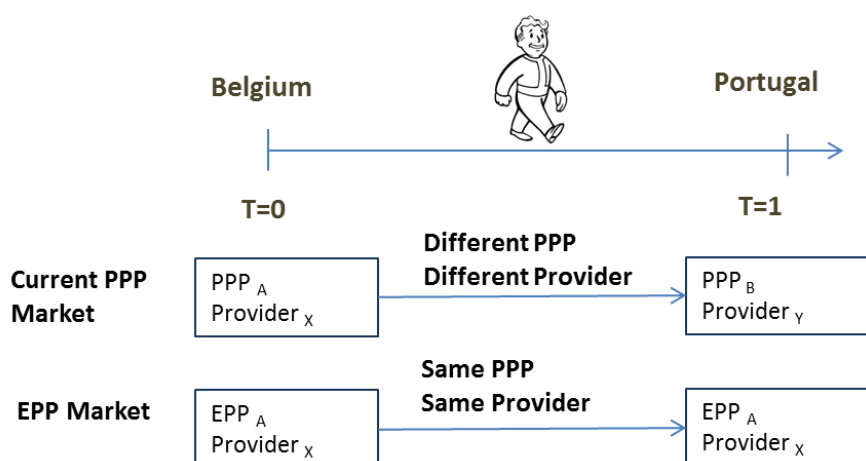 Belgium
Portugal
T=0
T=1
Different PPP
Different Provider
Current PPP
Market
PPP A
Provider X
PPP B
Provider Y
Same PPP
Same Provider
EPP Market
EPP A
Provider X
EPP A
Provider X